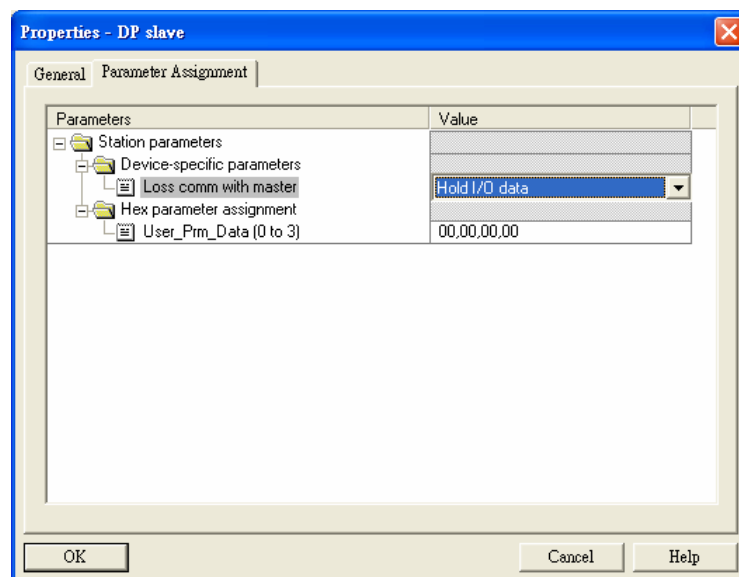 Properties - DP slave
General Parameter Assignment
Parameters Value
Station parameters
Device-specific parameters
Loss comm with master Hold I/O data
Hex parameter assignment
User_Prm_Data (0 to 3) 00,00,00,00
OK Cancel Help